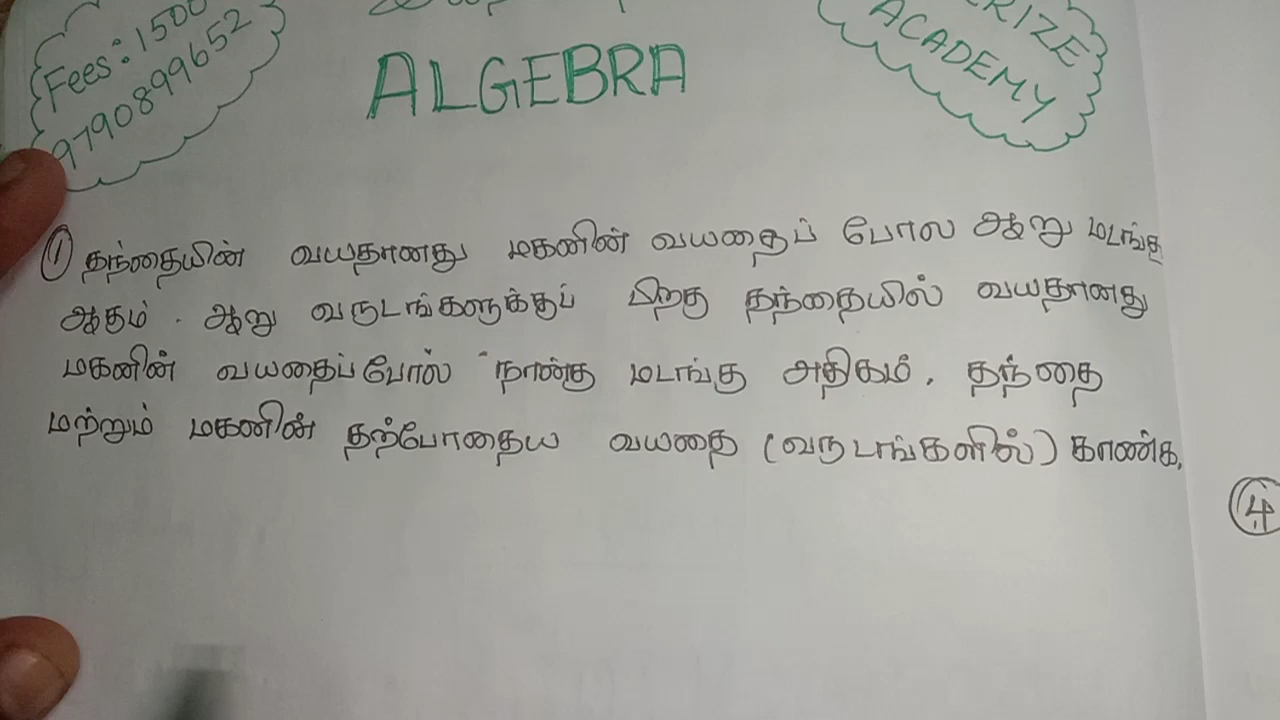 Fees: 1500
9790899652
ALGEBRA
ACADEMY
① தந்தையின் வயதானது மகனின் வயதைப் போல ஆறு மடங்கு
ஆகும். ஆறு வருடங்களுக்குப் பிறகு தந்தையில் வயதானது
மகனின் வயதைப்போல் நான்கு மடங்கு அதிகம். தந்தை
மற்றும் மகனின் தற்போதைய வயதை (வருடங்களில்) காண்க.